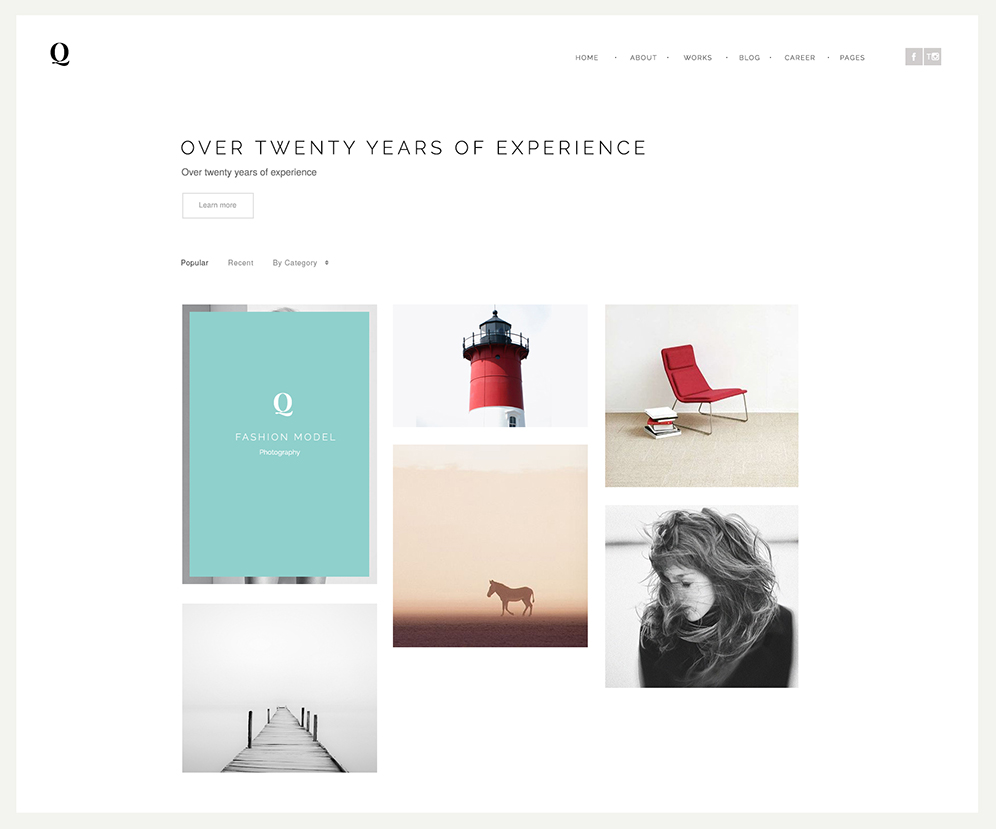 Q
HOME · ABOUT · WORKS · BLOG · CAREER · PAGES
OVER TWENTY YEARS OF EXPERIENCE
Over twenty years of experience
Learn more
Popular Recent By Category
Q
FASHION MODEL
Photography